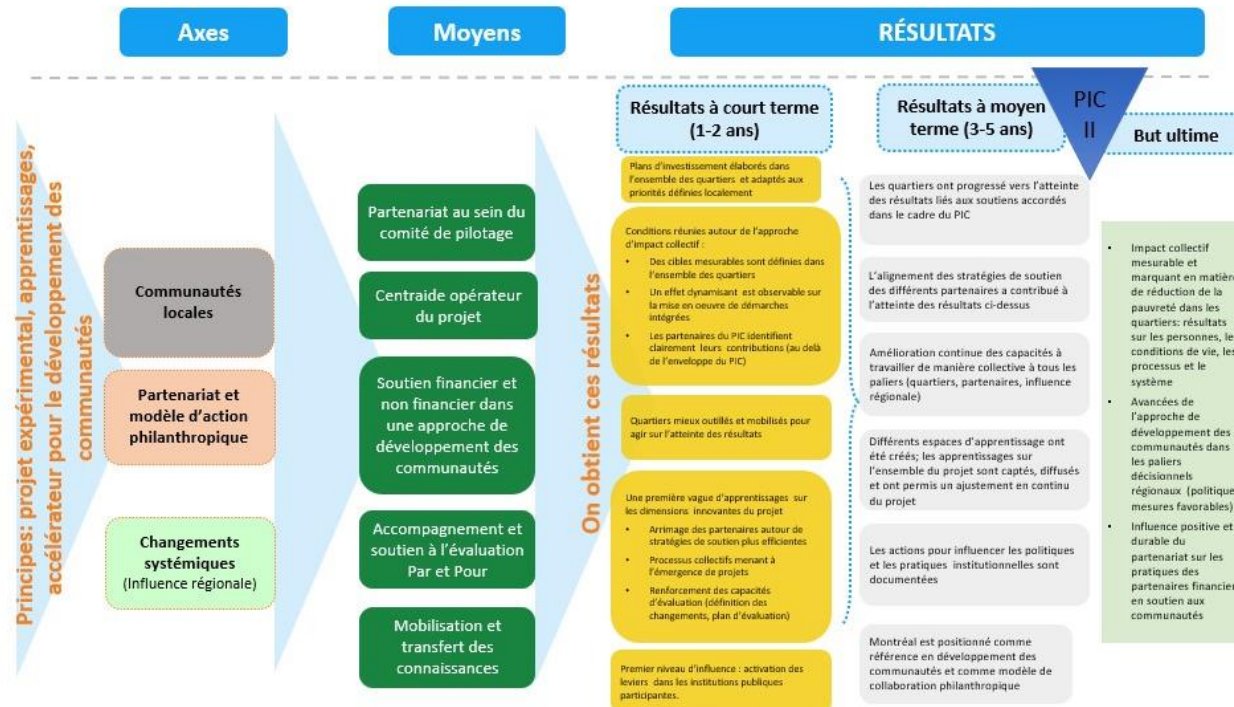 Axes
Moyens
RÉSULTATS
Principes: projet expérimental, apprentissages,
accélérateur pour le développement des
communautés
Communautés
locales
Partenariat et
modèle d'action
philanthropique
Changements
systémiques
(Influence régionale)
Partenariat au sein du
comité de pilotage
Centraide opérateur
du projet
Soutien financier et
non financier dans
une approche de
développement des
communautés
Accompagnement et
soutien à l'évaluation
Par et Pour
Mobilisation et
transfert des
connaissances
On obtient ces résultats
Résultats à court terme
(1-2 ans)
Plans d'investissement élaborés dans
l'ensemble des quartiers et adaptés aux
priorités définies localement
Conditions réunies autour de l'approche
d'impact collectif :
• Des cibles mesurables sont définies dans
l'ensemble des quartiers
• Un effet dynamisant est observable sur
la mise en oeuvre de démarches
intégrées
• Les partenaires du PIC identifient
clairement leurs contributions (au delà
de l'enveloppe du PIC)
Quartiers mieux outillés et mobilisés pour
agir sur l'atteinte des résultats
Une première vague d'apprentissages sur
les dimensions innovantes du projet
• Arrimage des partenaires autour de
stratégies de soutien plus efficientes
• Processus collectifs menant à
l'émergence de projets
• Renforcement des capacités
d'évaluation (définition des
changements, plan d'évaluation)
Premier niveau d'influence : activation des
leviers dans les institutions publiques
participantes.
Résultats à moyen
terme (3-5 ans)
Les quartiers ont progressé vers l'atteinte
des résultats liés aux soutiens accordés
dans le cadre du PIC
L'alignement des stratégies de soutien
des différents partenaires a contribué à
l'atteinte des résultats ci-dessus
Amélioration continue des capacités à
travailler de manière collective à tous les
paliers (quartiers, partenaires, influence
régionale)
Différents espaces d'apprentissage ont
été créés; les apprentissages sur
l'ensemble du projet sont captés, diffusés
et ont permis un ajustement en continu
du projet
Les actions pour influencer les politiques
et les pratiques institutionnelles sont
documentées
Montréal est positionné comme
référence en développement des
communautés et comme modèle de
collaboration philanthropique
PIC
II
But ultime
• Impact collectif
mesurable et
marquant en matière
de réduction de la
pauvreté dans les
quartiers: résultats
sur les personnes, le
conditions de vie, les
processus et le
système
• Avancées de
l'approche de
développement des
communautés dans
les paliers
décisionnels
régionaux (politique
mesures favorables)
• Influence positive et
durable du
partenariat sur les
pratiques des
partenaires financier
en soutien aux
communautés